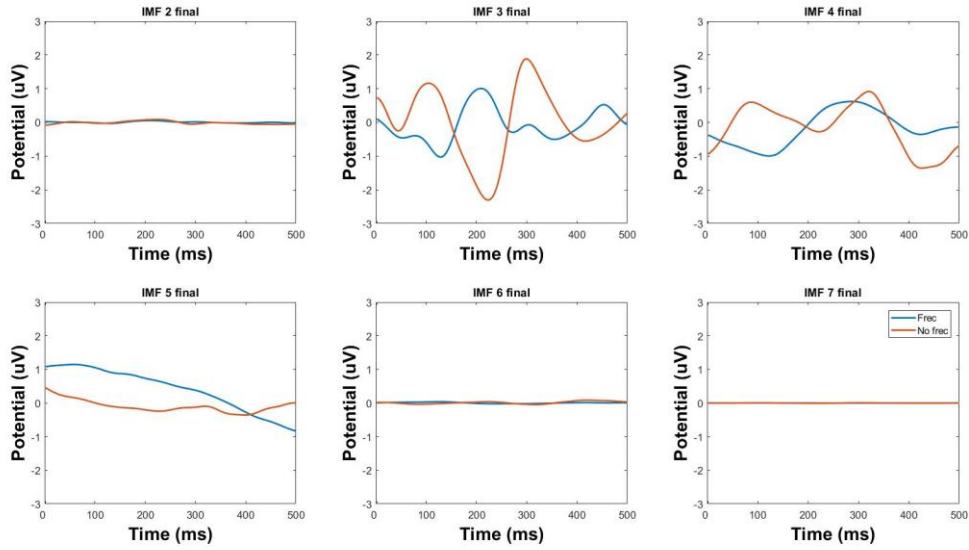 IMF 2 final
3
2
1
0
-1
-2
-3
Potential (uV)
0 100 200 300 400 500
Time (ms)
IMF 3 final
3
2
1
0
-1
-2
-3
Potential (uV)
0 100 200 300 400 500
Time (ms)
IMF 4 final
3
2
1
0
-1
-2
-3
Potential (uV)
0 100 200 300 400 500
Time (ms)
IMF 5 final
3
2
1
0
-1
-2
-3
Potential (uV)
0 100 200 300 400 500
Time (ms)
IMF 6 final
3
2
1
0
-1
-2
-3
Potential (uV)
0 100 200 300 400 500
Time (ms)
IMF 7 final
3
2
1
0
-1
-2
-3
Potential (uV)
Frec
No frec
0 100 200 300 400 500
Time (ms)